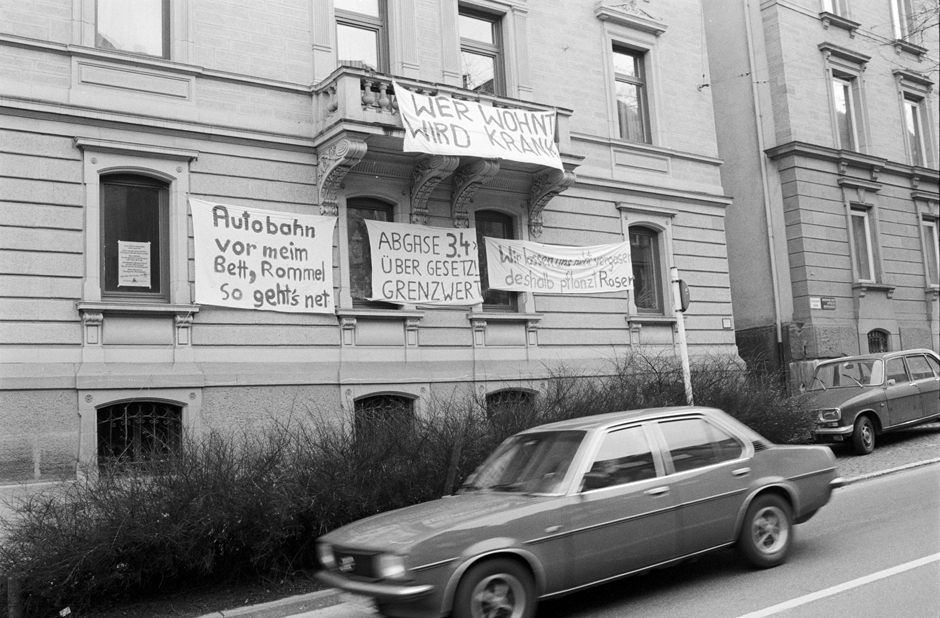 WER WOHNT
WIRD KRANK
Autobahn
vor meim
Bett, Rommel
so geht's net
ABGASE 3.4 ×
ÜBER GESETZL.
GRENZWERT
Wir lassen uns nicht vergasen
deshalb pflanzt Rosen